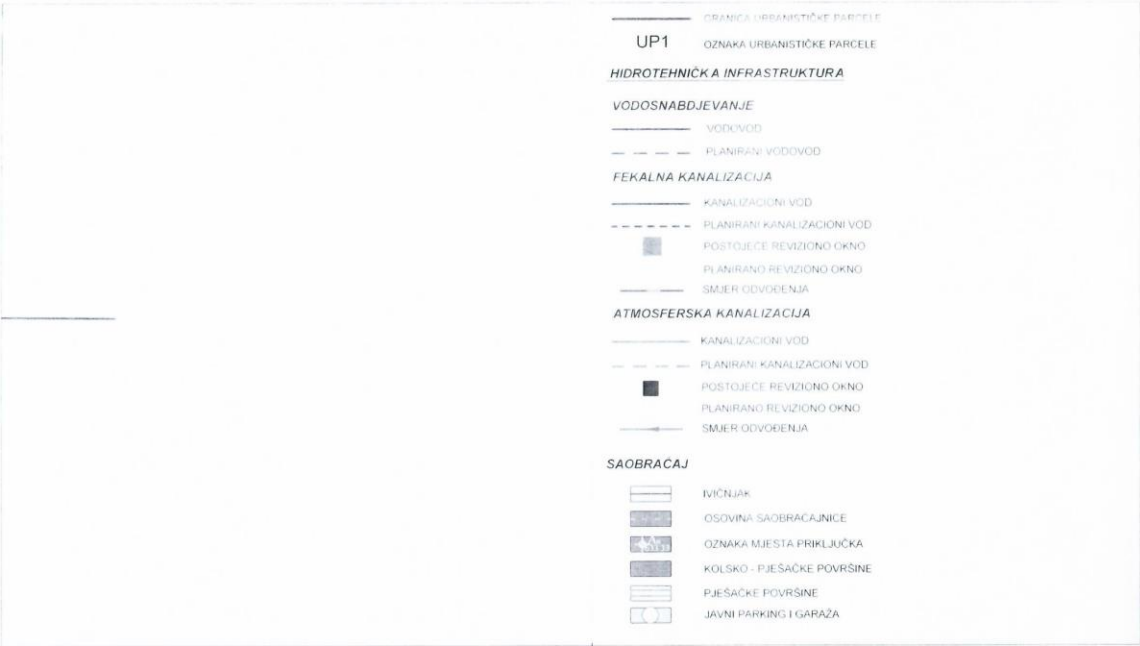 GRANICA URBANISTIČKE PARCELE
UP1 OZNAKA URBANISTIČKE PARCELE
HIDROTEHNIČKA INFRASTRUKTURA
VODOSNABDJEVANJE
VODOVOD
PLANIRANI VODOVOD
FEKALNA KANALIZACIJA
KANALIZACIONI VOD
PLANIRANI KANALIZACIONI VOD
POSTOJEĆE REVIZIONO OKNO
PLANIRANO REVIZIONO OKNO
SMJER ODVOĐENJA
ATMOSFERSKA KANALIZACIJA
KANALIZACIONI VOD
PLANIRANI KANALIZACIONI VOD
POSTOJEĆE REVIZIONO OKNO
PLANIRANO REVIZIONO OKNO
SMJER ODVOĐENJA
SAOBRAĆAJ
IVIČNJAK
OSOVINA SAOBRAĆAJNICE
OZNAKA MJESTA PRIKLJUČKA
KOLSKO - PJEŠAČKE POVRŠINE
PJEŠAČKE POVRŠINE
JAVNI PARKING I GARAŽA